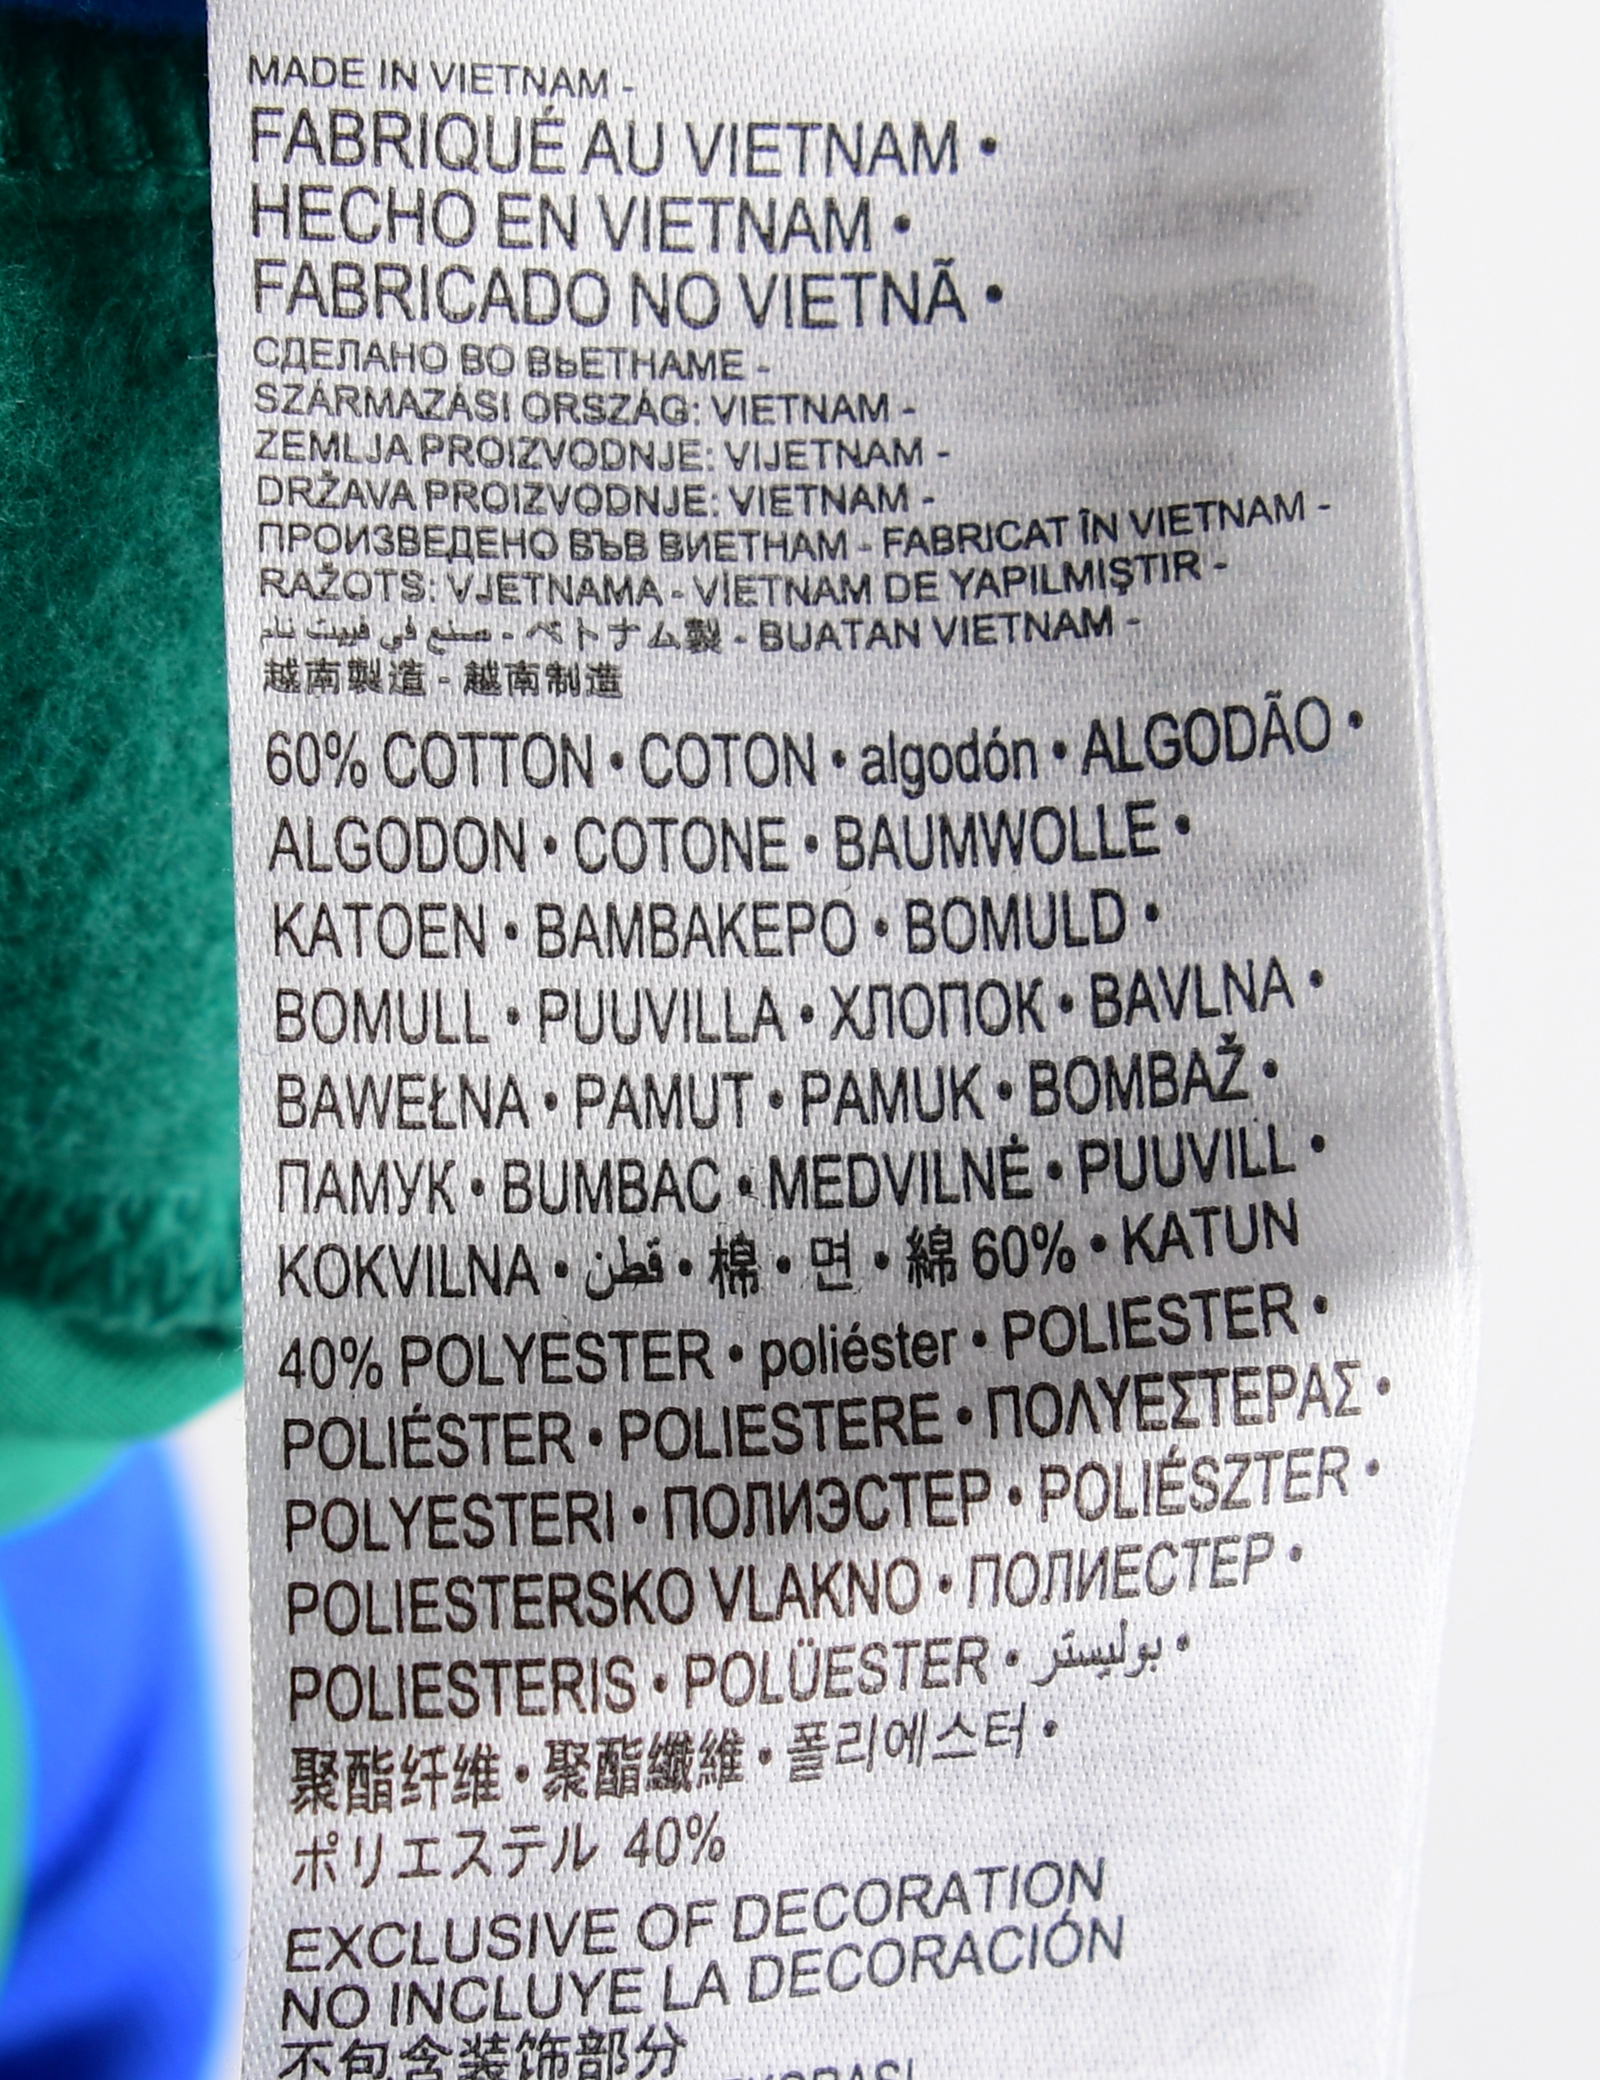 MADE IN VIETNAM -
FABRIQUÉ AU VIETNAM •
HECHO EN VIETNAM •
FABRICADO NO VIETNÃ •
СДЕЛАНО ВО ВЬЕТНАМЕ -
SZÁRMAZÁSI ORSZÁG: VIETNAM -
ZEMLJA PROIZVODNJE: VIJETNAM -
DRŽAVA PROIZVODNJE: VIETNAM -
ПРОИЗВЕДЕНО ВЪВ ВИЕТНАМ - FABRICAT ÎN VIETNAM -
RAŽOTS: VJETNAMA - VİETNAM DE YAPILMIŞTIR -
صنع في فييت نام - ベトナム製 - BUATAN VIETNAM -
越南製造 - 越南制造
60% COTTON • COTON • algodón • ALGODÃO •
ALGODON • COTONE • BAUMWOLLE •
KATOEN • BAMBAKEPO • BOMULD •
BOMULL • PUUVILLA • ХЛОПОК • BAVLNA •
BAWEŁNA • PAMUT • PAMUK • BOMBAŽ •
ПАМУК • BUMBAC • MEDVILNĖ • PUUVILL •
KOKVILNA • قطن • 棉 • 면 • 綿 60% • KATUN
40% POLYESTER • poliéster • POLIESTER •
POLIÉSTER • POLIESTERE • ΠΟΛΥΕΣΤΕΡΑΣ •
POLYESTERI • ПОЛИЭСТЕР • POLIÉSZTER •
POLIESTERSKO VLAKNO • ПОЛИЕСТЕР •
POLIESTERIS • POLÜESTER • بوليستر •
聚酯纤维 • 聚酯纖維 • 폴리에스터 •
ポリエステル 40%
EXCLUSIVE OF DECORATION
NO INCLUYE LA DECORACIÓN
不包含装饰部分